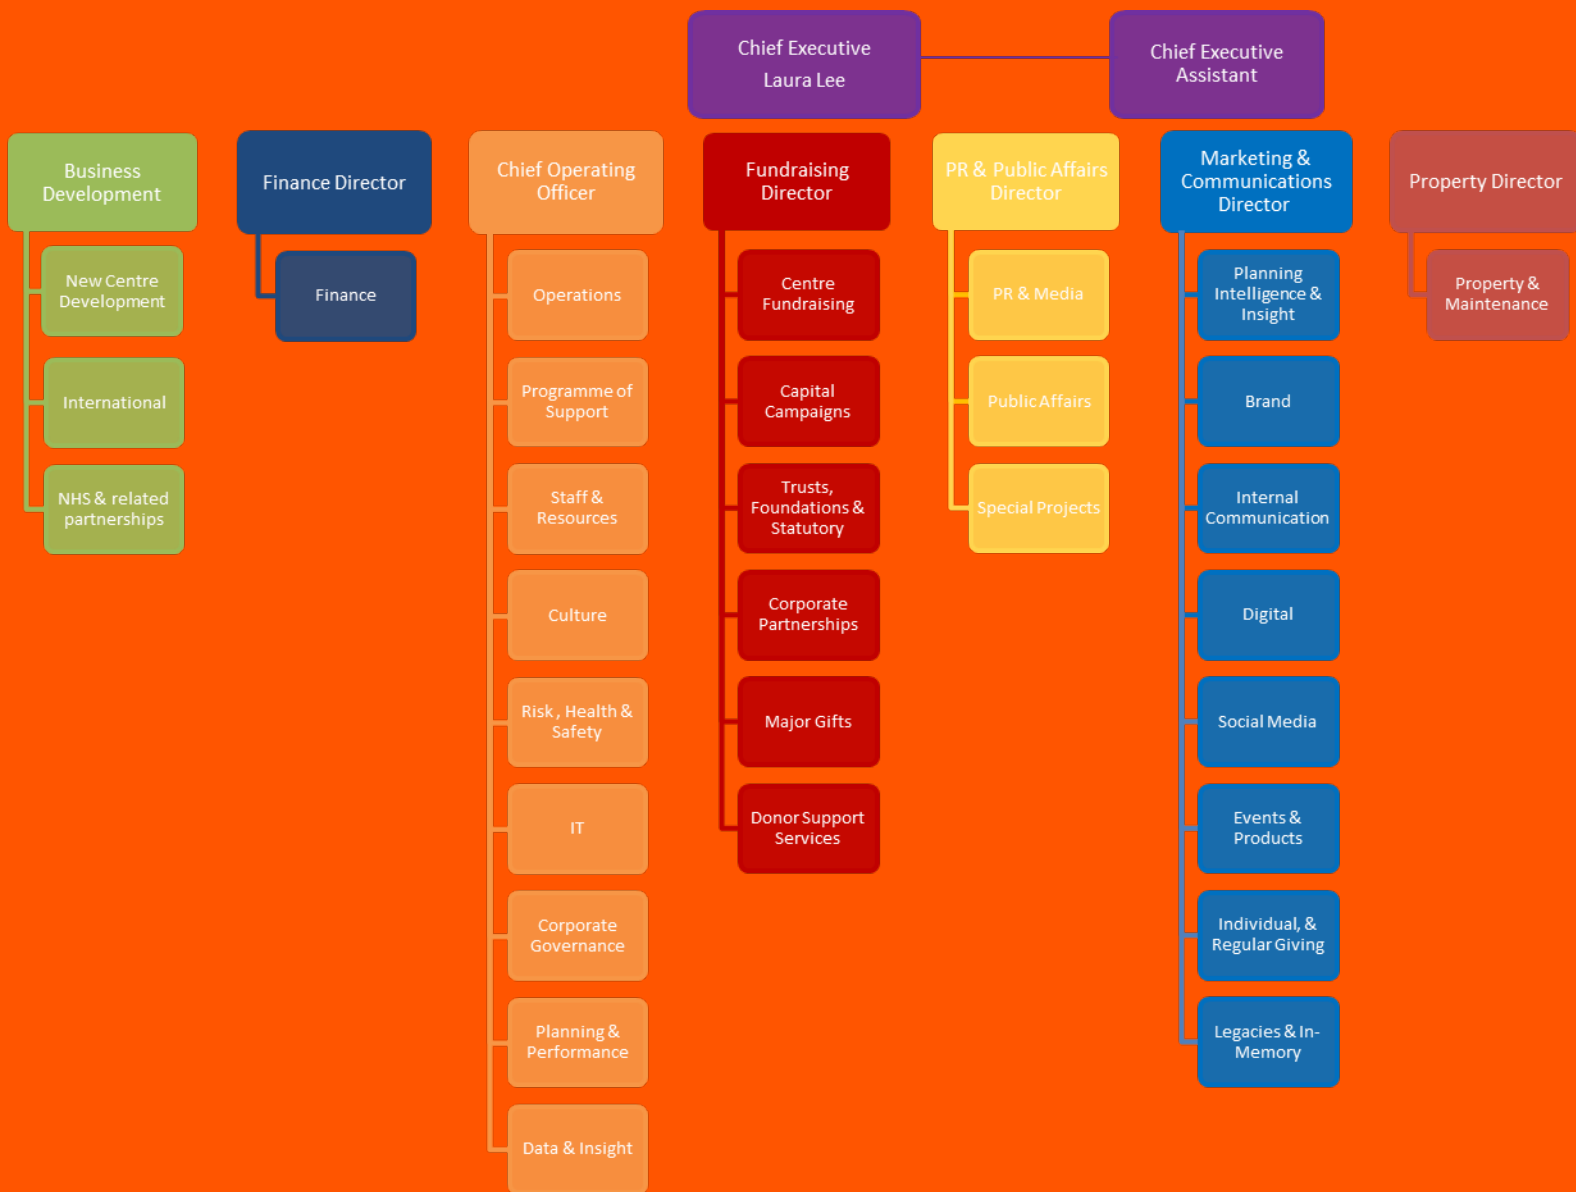 Chief Executive
Laura Lee
Chief Executive
Assistant
Business
Development
New Centre
Development
International
NHS & related
partnerships
Finance Director
Finance
Chief Operating
Officer
Operations
Programme of
Support
Staff &
Resources
Culture
Risk , Health &
Safety
IT
Corporate
Governance
Planning &
Performance
Data & Insight
Fundraising
Director
Centre
Fundraising
Capital
Campaigns
Trusts,
Foundations &
Statutory
Corporate
Partnerships
Major Gifts
Donor Support
Services
PR & Public Affairs
Director
PR & Media
Public Affairs
Special Projects
Marketing &
Communications
Director
Planning
Intelligence &
Insight
Brand
Internal
Communication
Digital
Social Media
Events &
Products
Individual, &
Regular Giving
Legacies & In-
Memory
Property Director
Property &
Maintenance